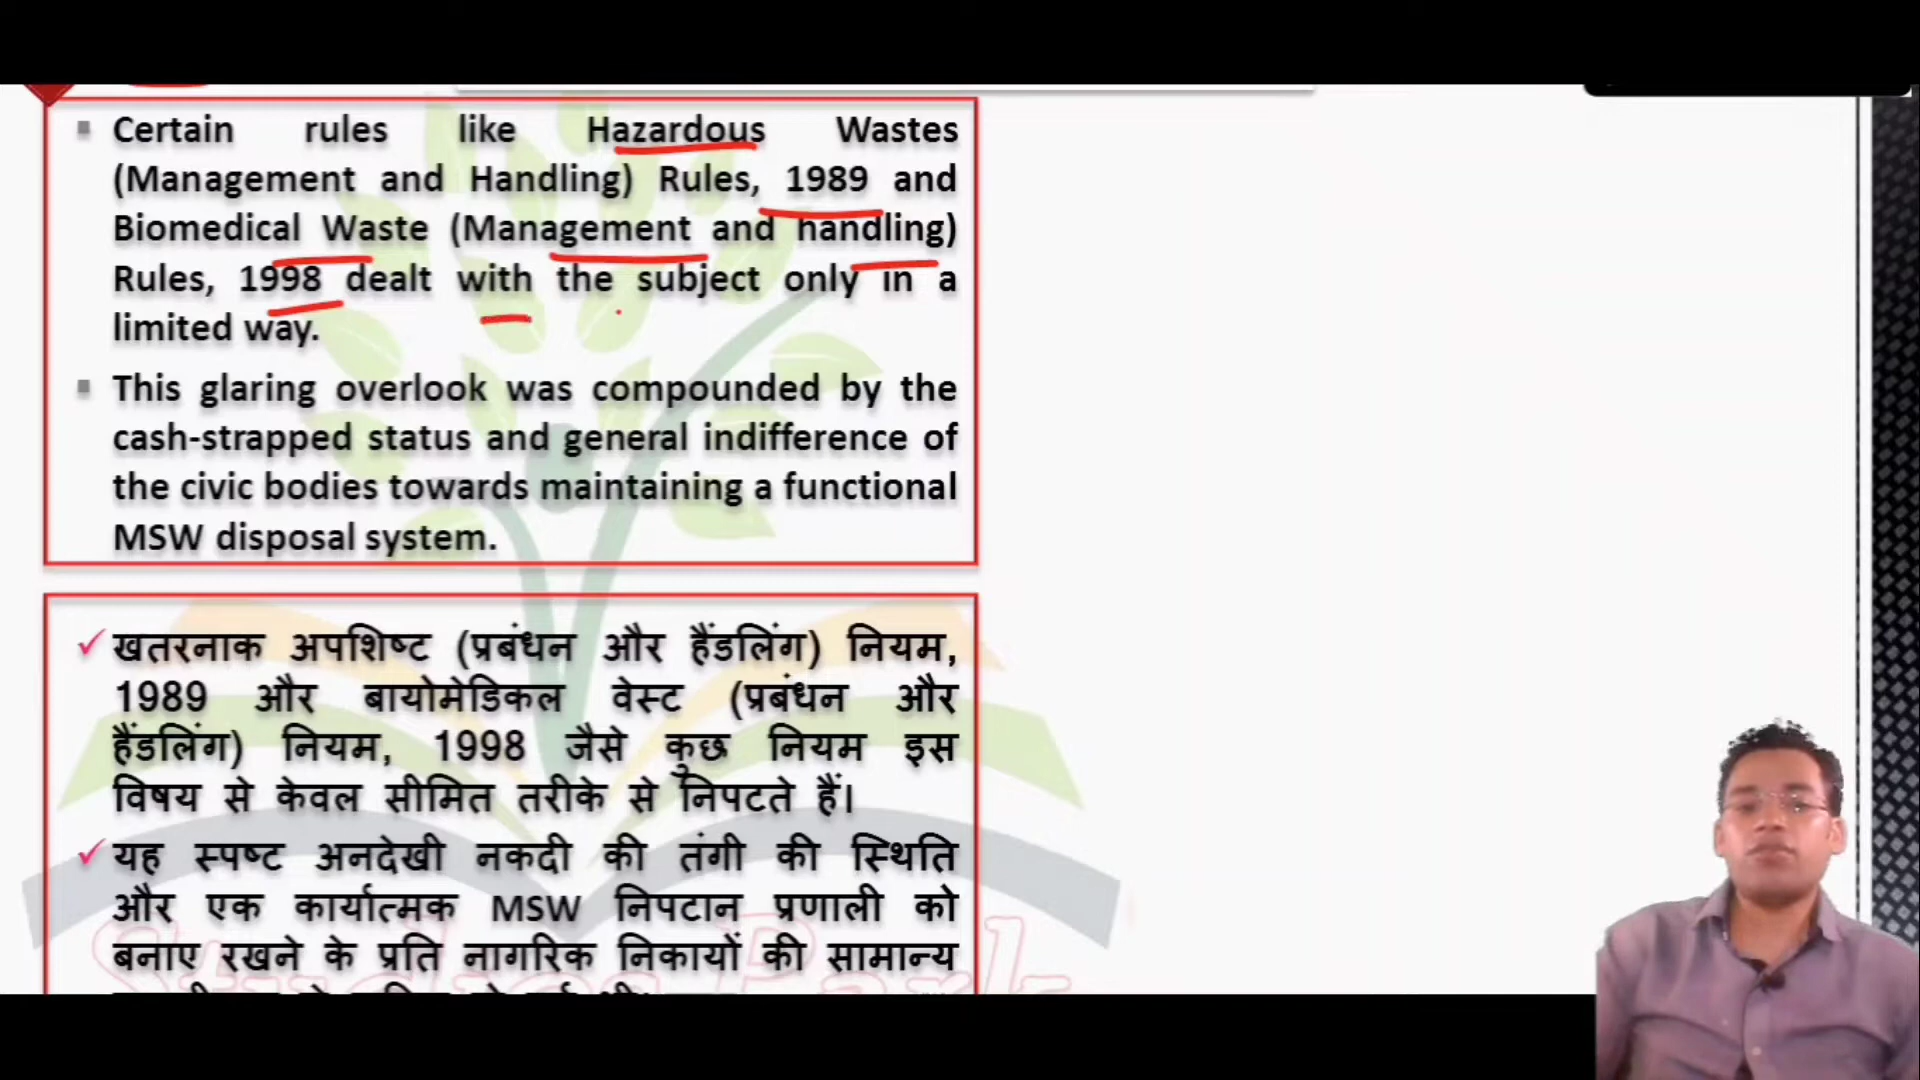 Certain rules like Hazardous Wastes
(Management and Handling) Rules, 1989 and
Biomedical Waste (Management and handling)
Rules, 1998 dealt with the subject only in a
limited way.
This glaring overlook was compounded by the
cash-strapped status and general indifference of
the civic bodies towards maintaining a functional
MSW disposal system.
खतरनाक अपशिष्ट (प्रबंधन और हैंडलिंग) नियम,
1989 और बायोमेडिकल वेस्ट (प्रबंधन और
हैंडलिंग) नियम, 1998 जैसे कुछ नियम इस
विषय से केवल सीमित तरीके से निपटते हैं।
यह स्पष्ट अनदेखी नकदी की तंगी की स्थिति
और एक कार्यात्मक MSW निपटान प्रणाली को
बनाए रखने के प्रति नागरिक निकायों की सामान्य